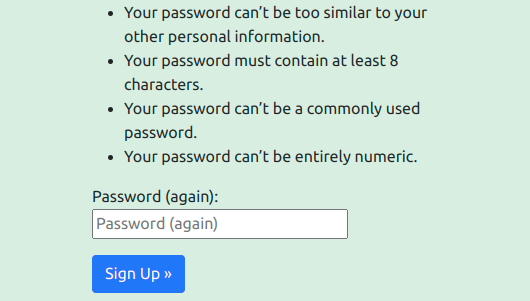 • Your password can’t be too similar to your
other personal information.
• Your password must contain at least 8
characters.
• Your password can’t be a commonly used
password.
• Your password can’t be entirely numeric.
Password (again):
Password (again)
Sign Up »